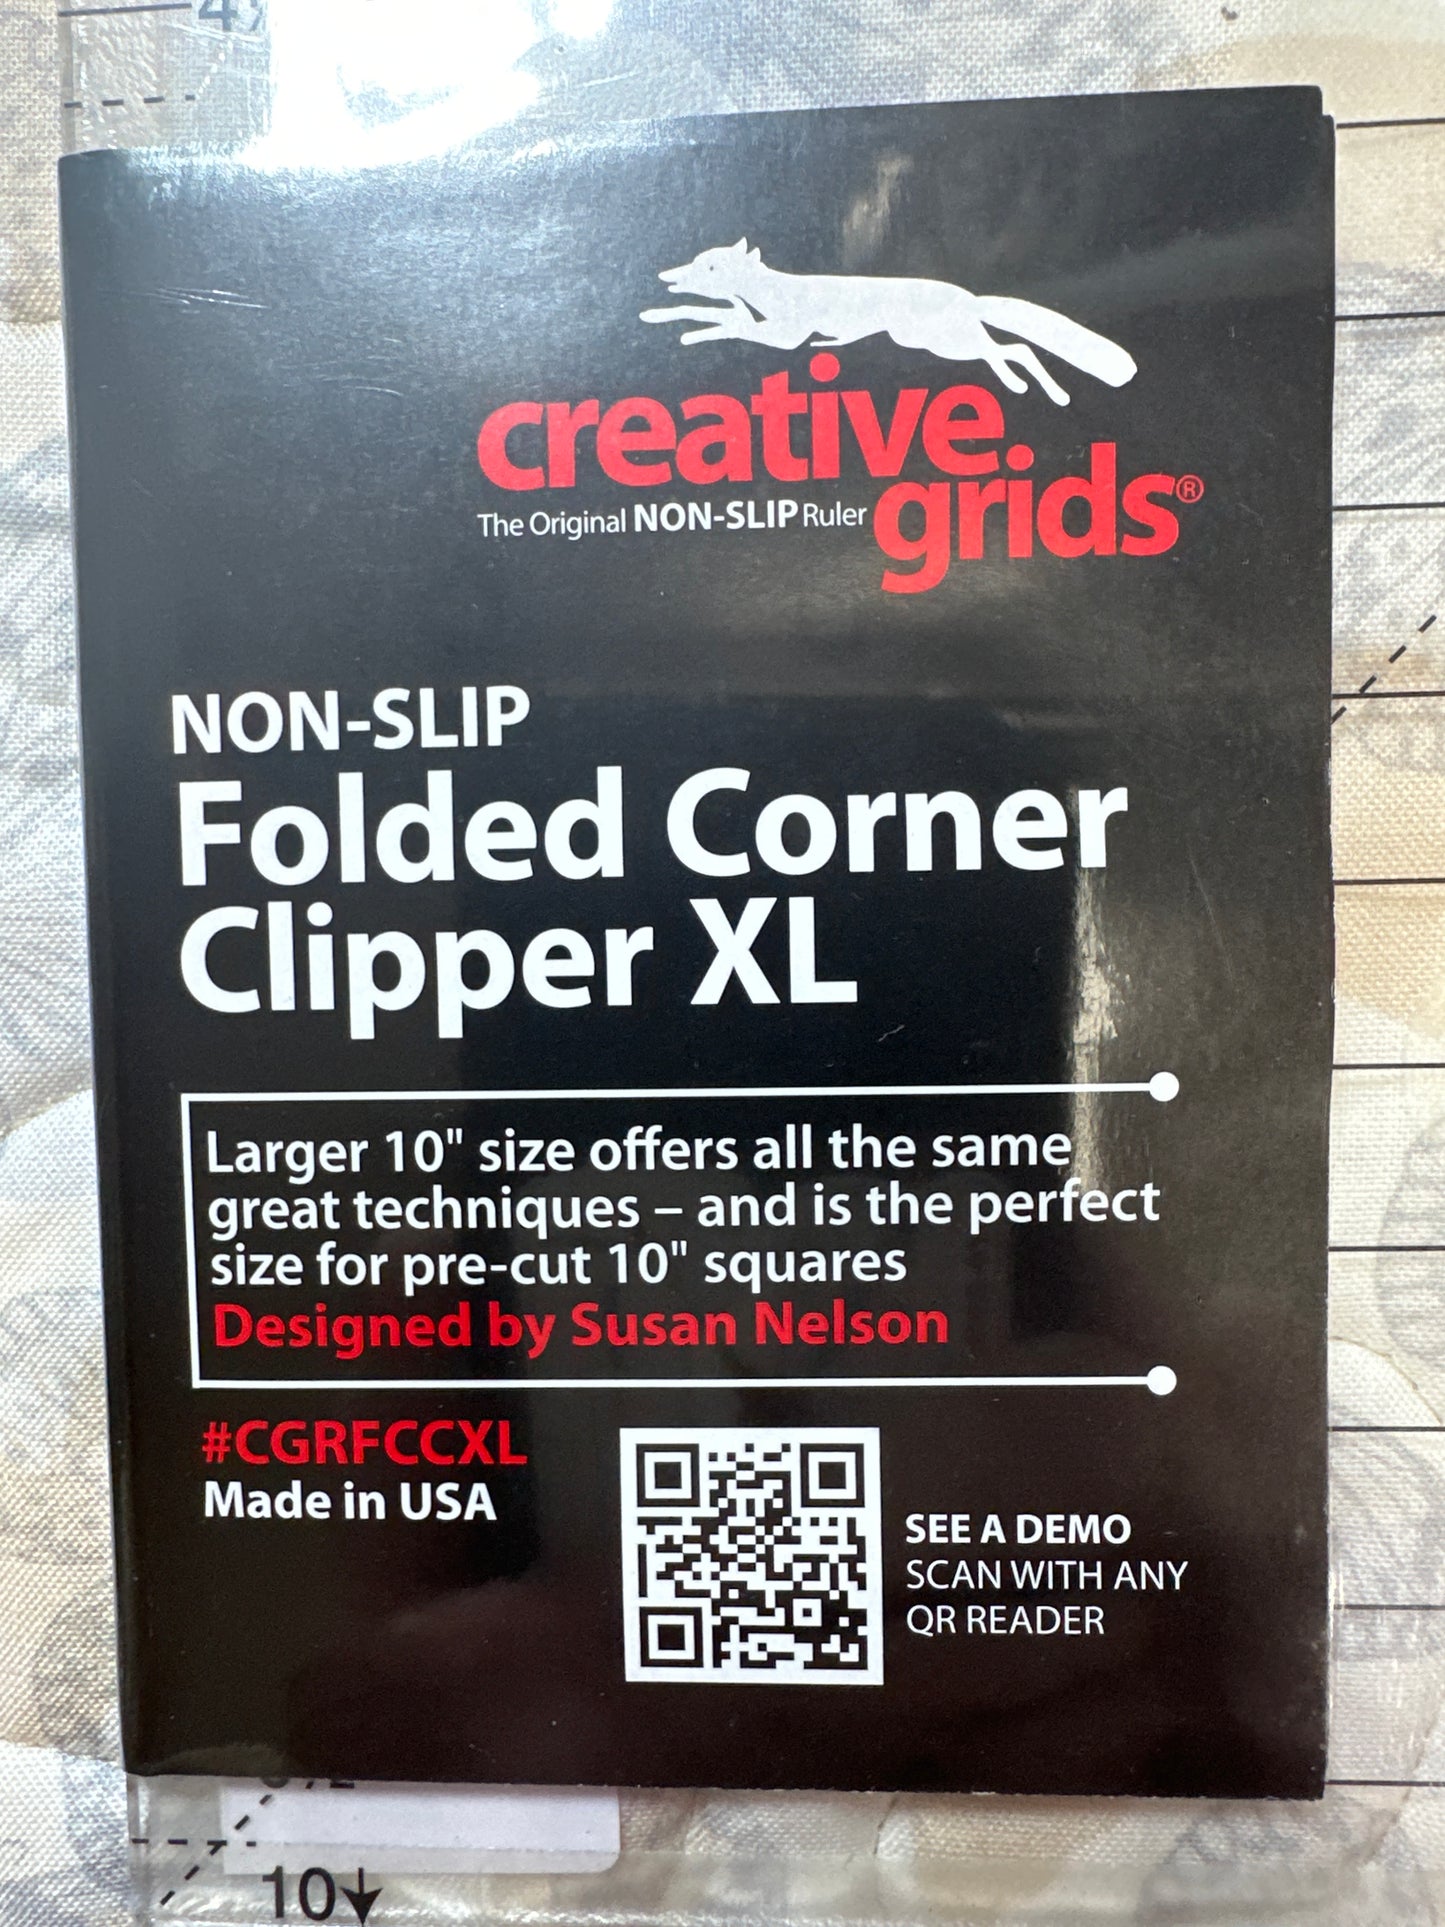 4½
creative
grids®
The Original NON-SLIP Ruler
NON-SLIP
Folded Corner
Clipper XL
Larger 10" size offers all the same
great techniques – and is the perfect
size for pre-cut 10" squares
Designed by Susan Nelson
#CGRFCCXL
Made in USA
SEE A DEMO
SCAN WITH ANY
QR READER
10